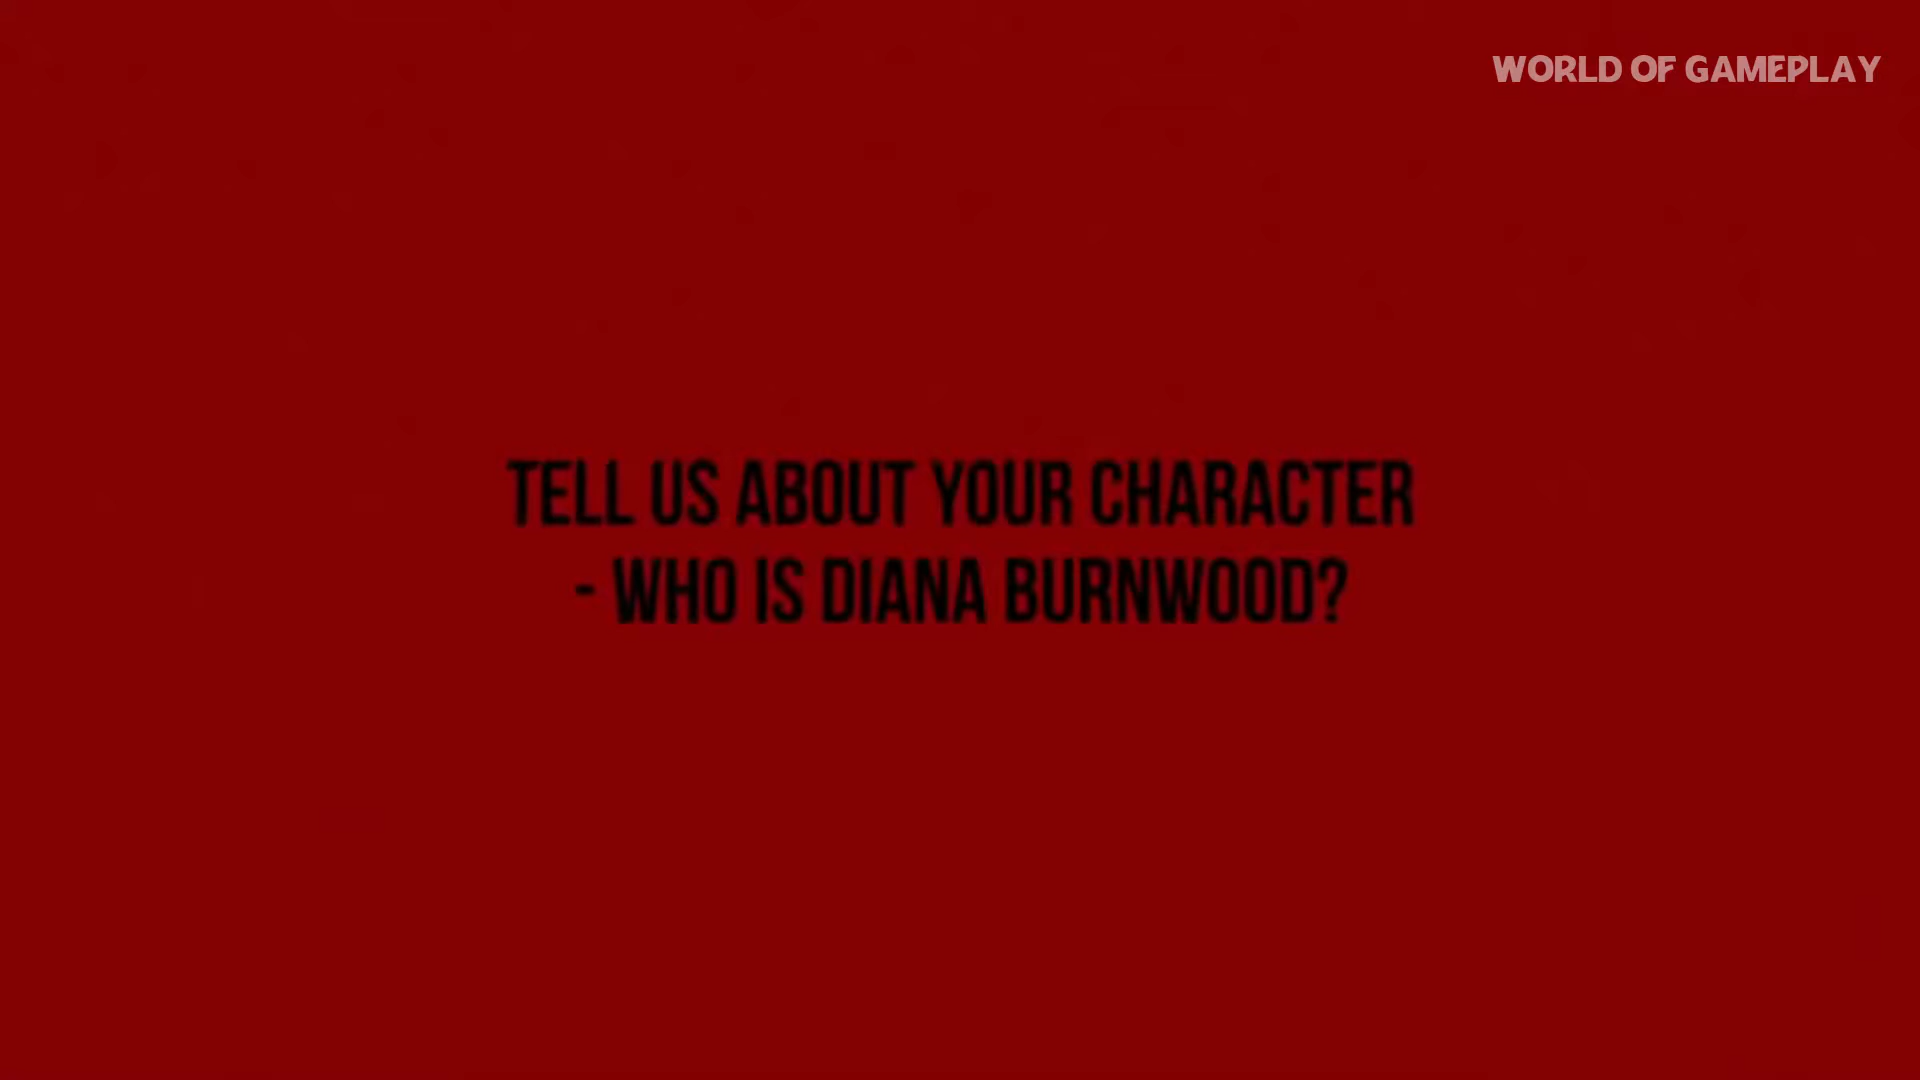 WORLD OF GAMEPLAY
TELL US ABOUT YOUR CHARACTER
- WHO IS DIANA BURNWOOD?